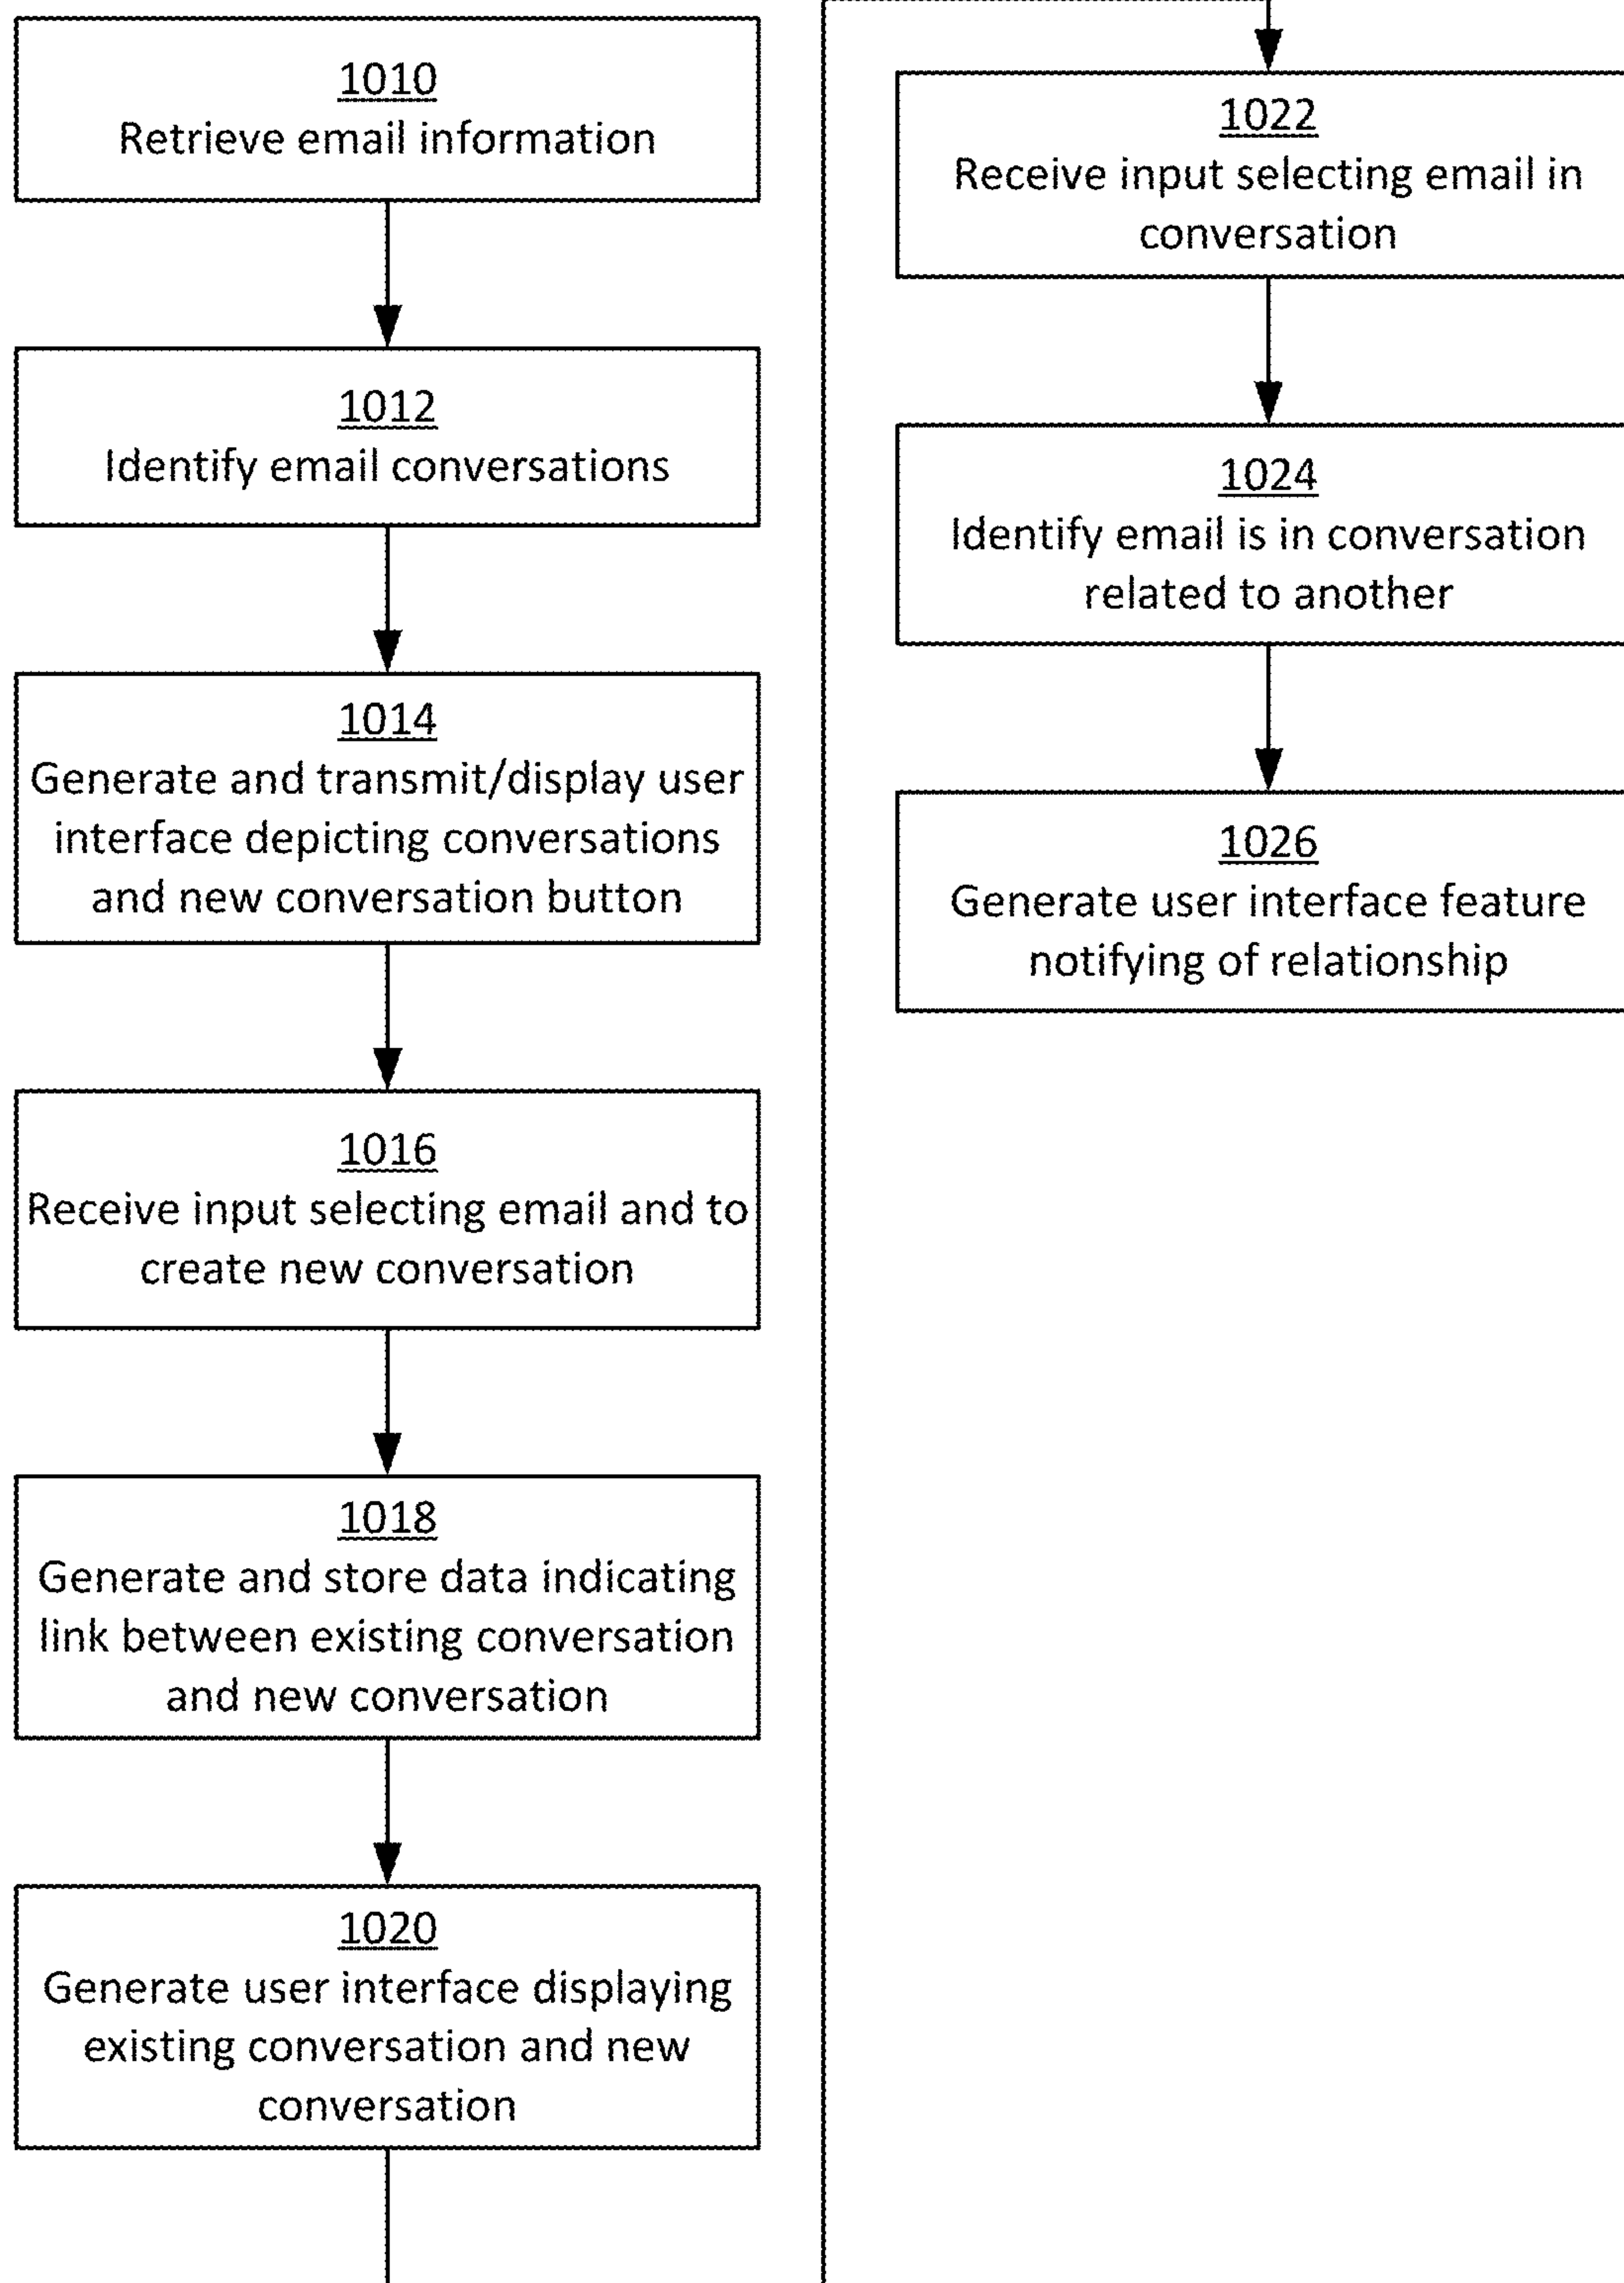 1010
Retrieve email information
1012
Identify email conversations
1014
Generate and transmit/display user
interface depicting conversations
and new conversation button
1016
Receive input selecting email and to
create new conversation
1018
Generate and store data indicating
link between existing conversation
and new conversation
1020
Generate user interface displaying
existing conversation and new
conversation
1022
Receive input selecting email in
conversation
1024
Identify email is in conversation
related to another
1026
Generate user interface feature
notifying of relationship